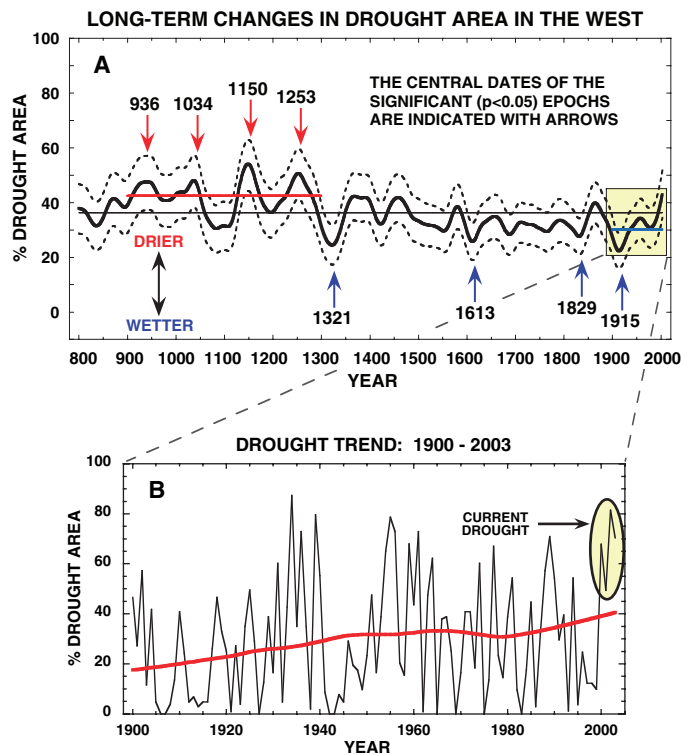 LONG-TERM CHANGES IN DROUGHT AREA IN THE WEST
100
80
60
40
20
0
% DROUGHT AREA
A
936
1034
1150
1253
THE CENTRAL DATES OF THE
SIGNIFICANT (p<0.05) EPOCHS
ARE INDICATED WITH ARROWS
DRIER
WETTER
1321
1613
1829
1915
800 900 1000 1100 1200 1300 1400 1500 1600 1700 1800 1900 2000
YEAR
DROUGHT TREND: 1900 - 2003
100
80
60
40
20
0
% DROUGHT AREA
B
CURRENT
DROUGHT
1900 1920 1940 1960 1980 2000
YEAR